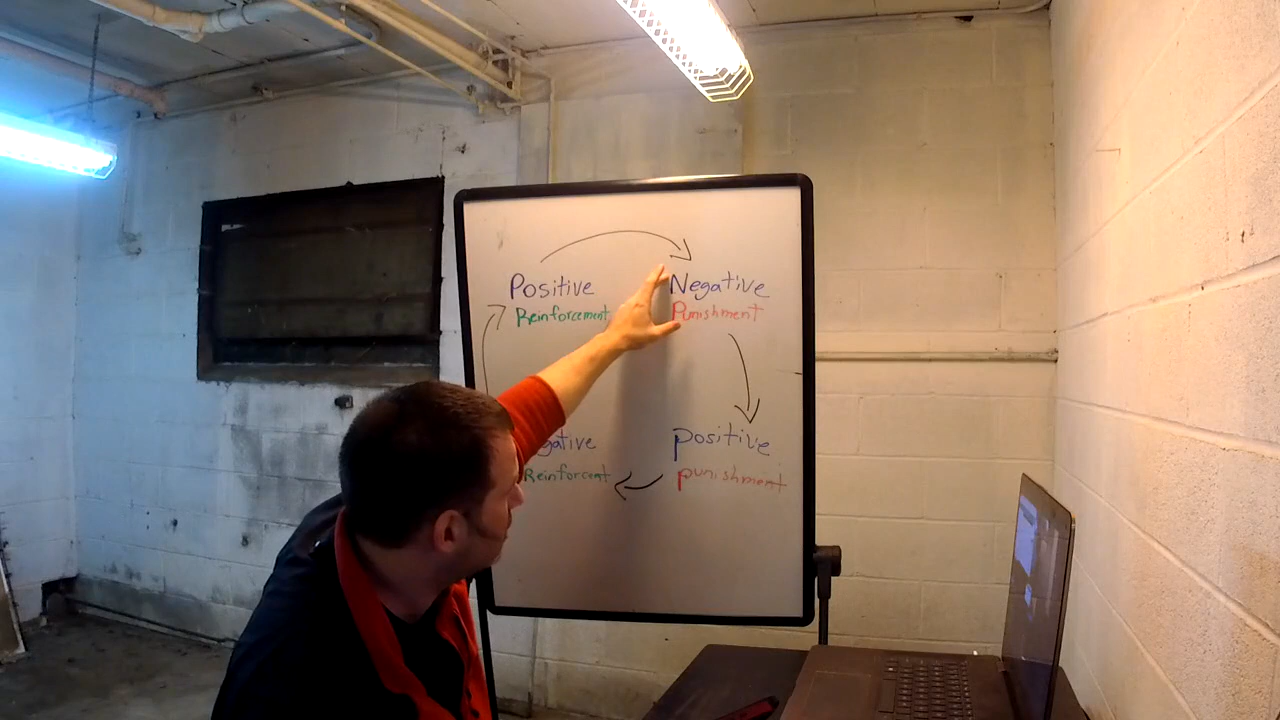 Positive
Reinforcement
Negative
Punishment
positive
punishment
Reinforcent